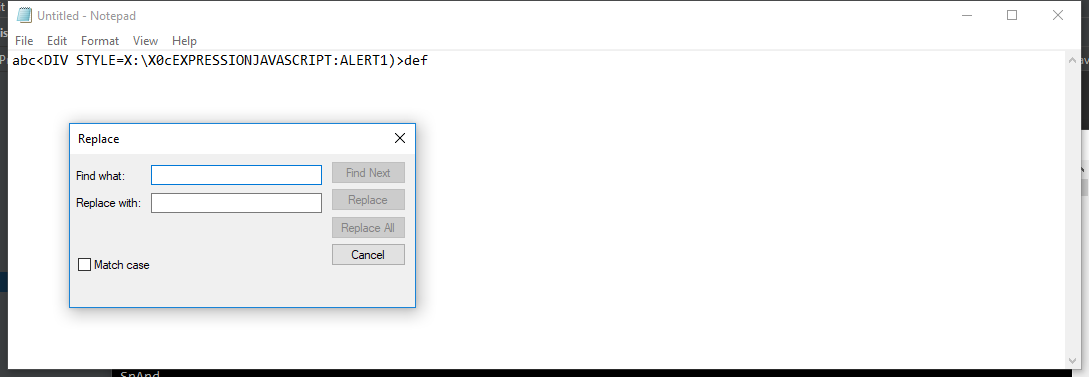 Untitled - Notepad
File Edit Format View Help
abc<DIV STYLE=X:\X0cEXPRESSIONJAVASCRIPT:ALERT1)>def
Replace
Find what:
Find Next
Replace with:
Replace
Replace All
Cancel
Match case